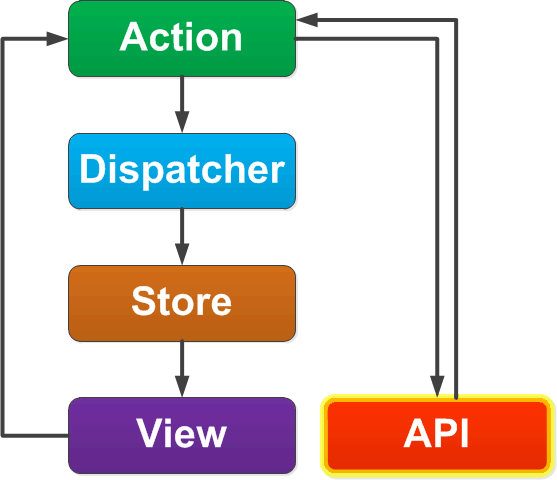 Action
Dispatcher
Store
View
API